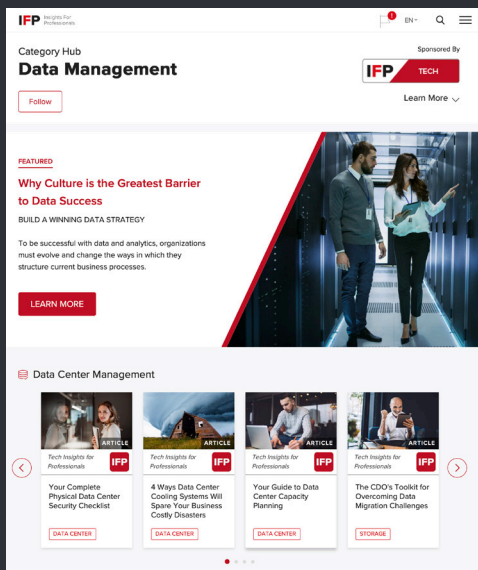 IFP Insights For
Professionals
1
EN
Category Hub
Data Management
Follow
Sponsored By
IFP TECH
Learn More
FEATURED
Why Culture is the Greatest Barrier
to Data Success
BUILD A WINNING DATA STRATEGY
To be successful with data and analytics, organizations
must evolve and change the ways in which they
structure current business processes.
LEARN MORE
Data Center Management
ARTICLE
Tech Insights for
Professionals
IFP
Your Complete
Physical Data Center
Security Checklist
DATA CENTER
ARTICLE
Tech Insights for
Professionals
IFP
4 Ways Data Center
Cooling Systems Will
Spare Your Business
Costly Disasters
DATA CENTER
ARTICLE
Tech Insights for
Professionals
IFP
Your Guide to Data
Center Capacity
Planning
DATA CENTER
ARTICLE
Tech Insights for
Professionals
IFP
The CDO's Toolkit for
Overcoming Data
Migration Challenges
STORAGE